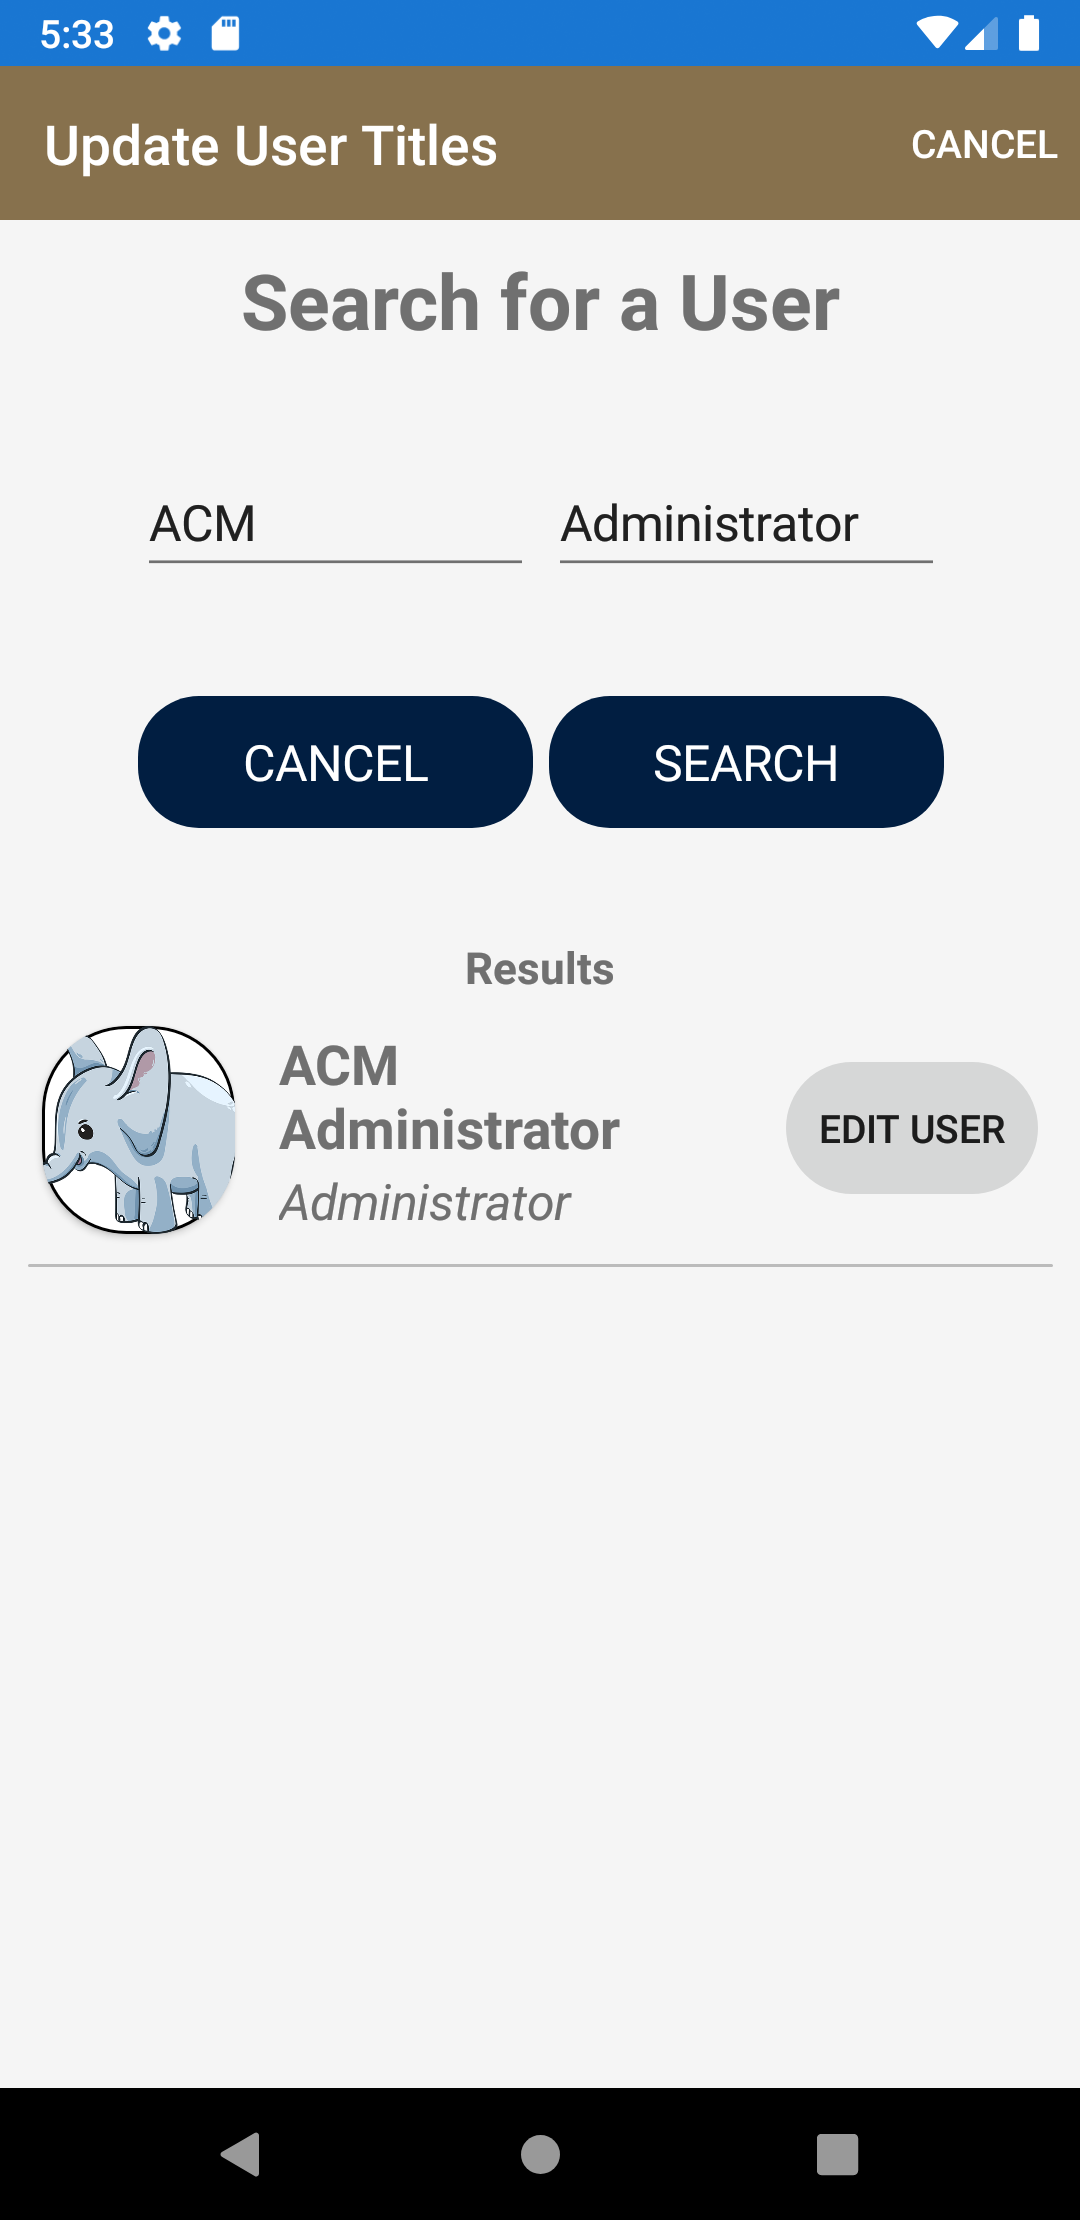 5:33
Update User Titles
CANCEL
Search for a User
ACM
Administrator
CANCEL
SEARCH
Results
ACM
Administrator
Administrator
EDIT USER